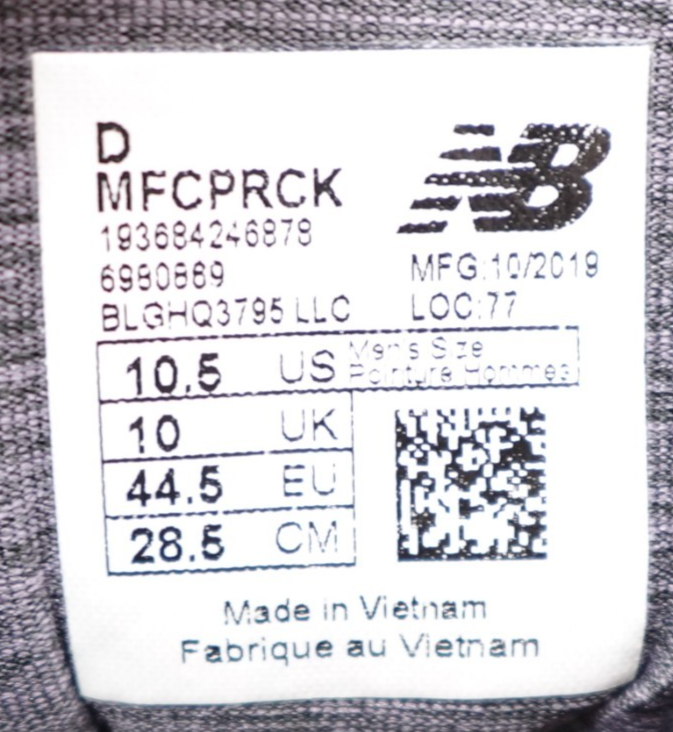 D
MFCPRCK
193684246878
6980869
BLGHQ3795 LLC
NB
MFG:10/2019
LOC:77
10.5 US Men's Size
Pointure Hommes
10 UK
44.5 EU
28.5 CM
Made in Vietnam
Fabrique au Vietnam